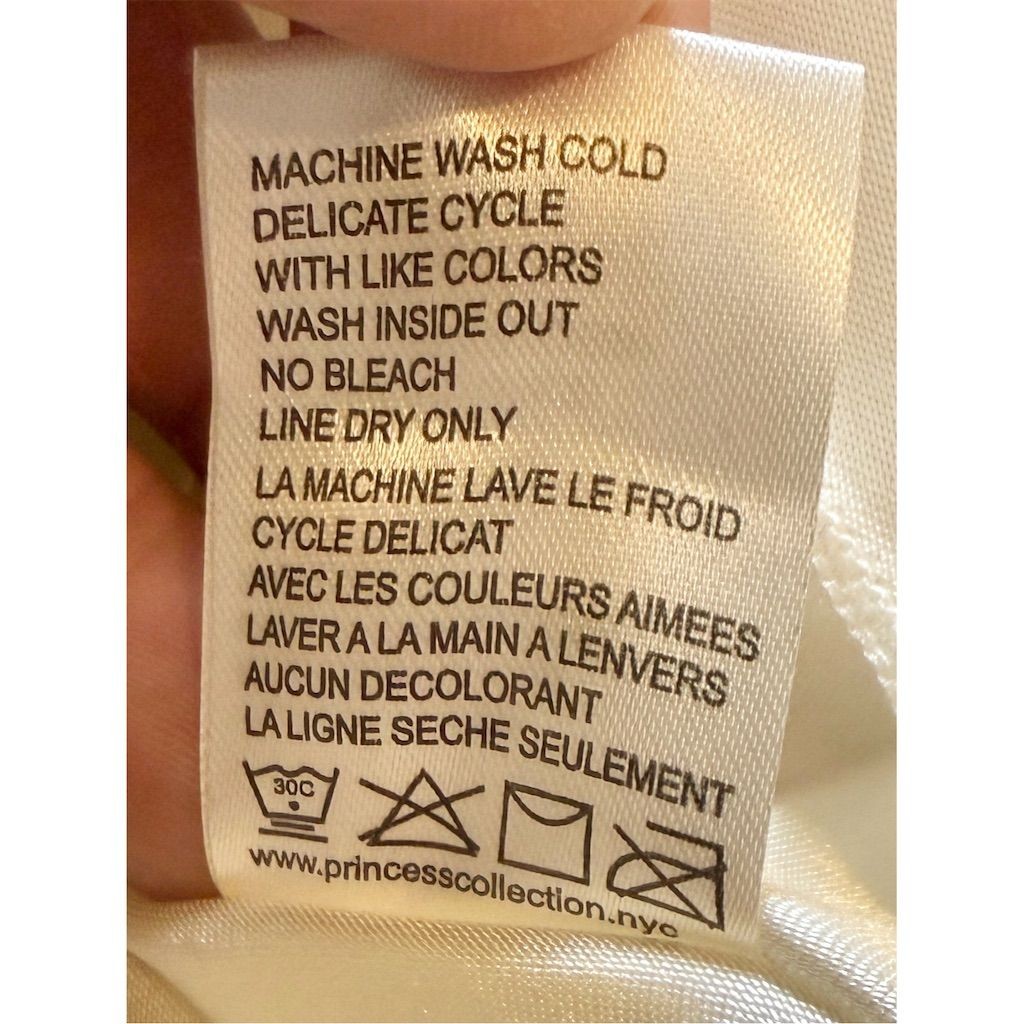 MACHINE WASH COLD
DELICATE CYCLE
WITH LIKE COLORS
WASH INSIDE OUT
NO BLEACH
LINE DRY ONLY
LA MACHINE LAVE LE FROID
CYCLE DELICAT
AVEC LES COULEURS AIMEES
LAVER A LA MAIN A LENVERS
AUCUN DECOLORANT
LA LIGNE SECHE SEULEMENT
30C
www.princesscollection.nyc